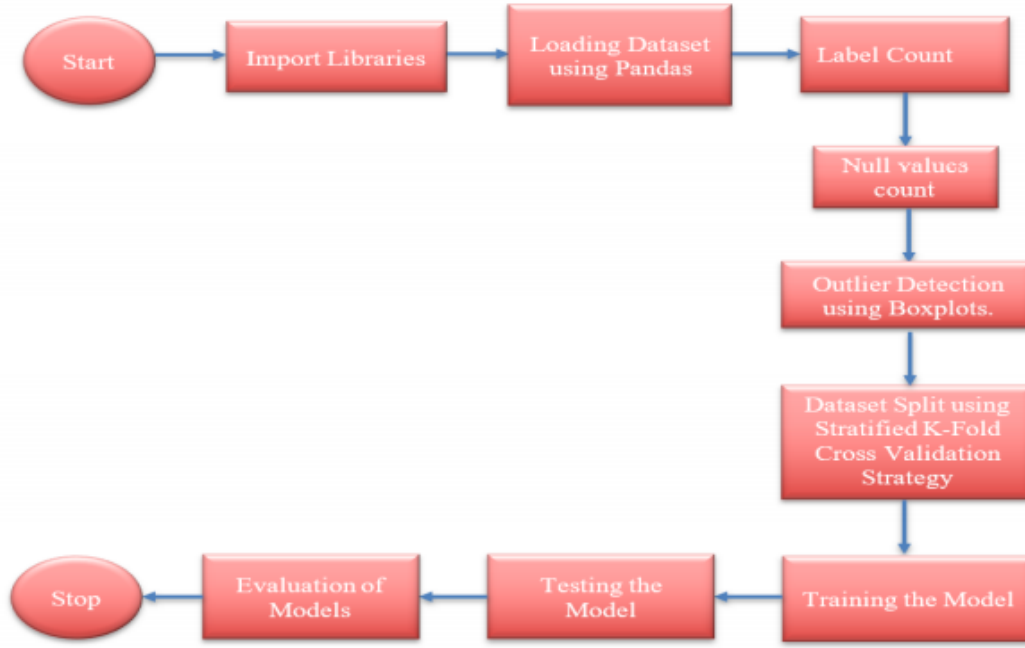 Start
Import Libraries
Loading Dataset
using Pandas
Label Count
Null values
count
Outlier Detection
using Boxplots.
Dataset Split using
Stratified K-Fold
Cross Validation
Strategy
Training the Model
Testing the
Model
Evaluation of
Models
Stop